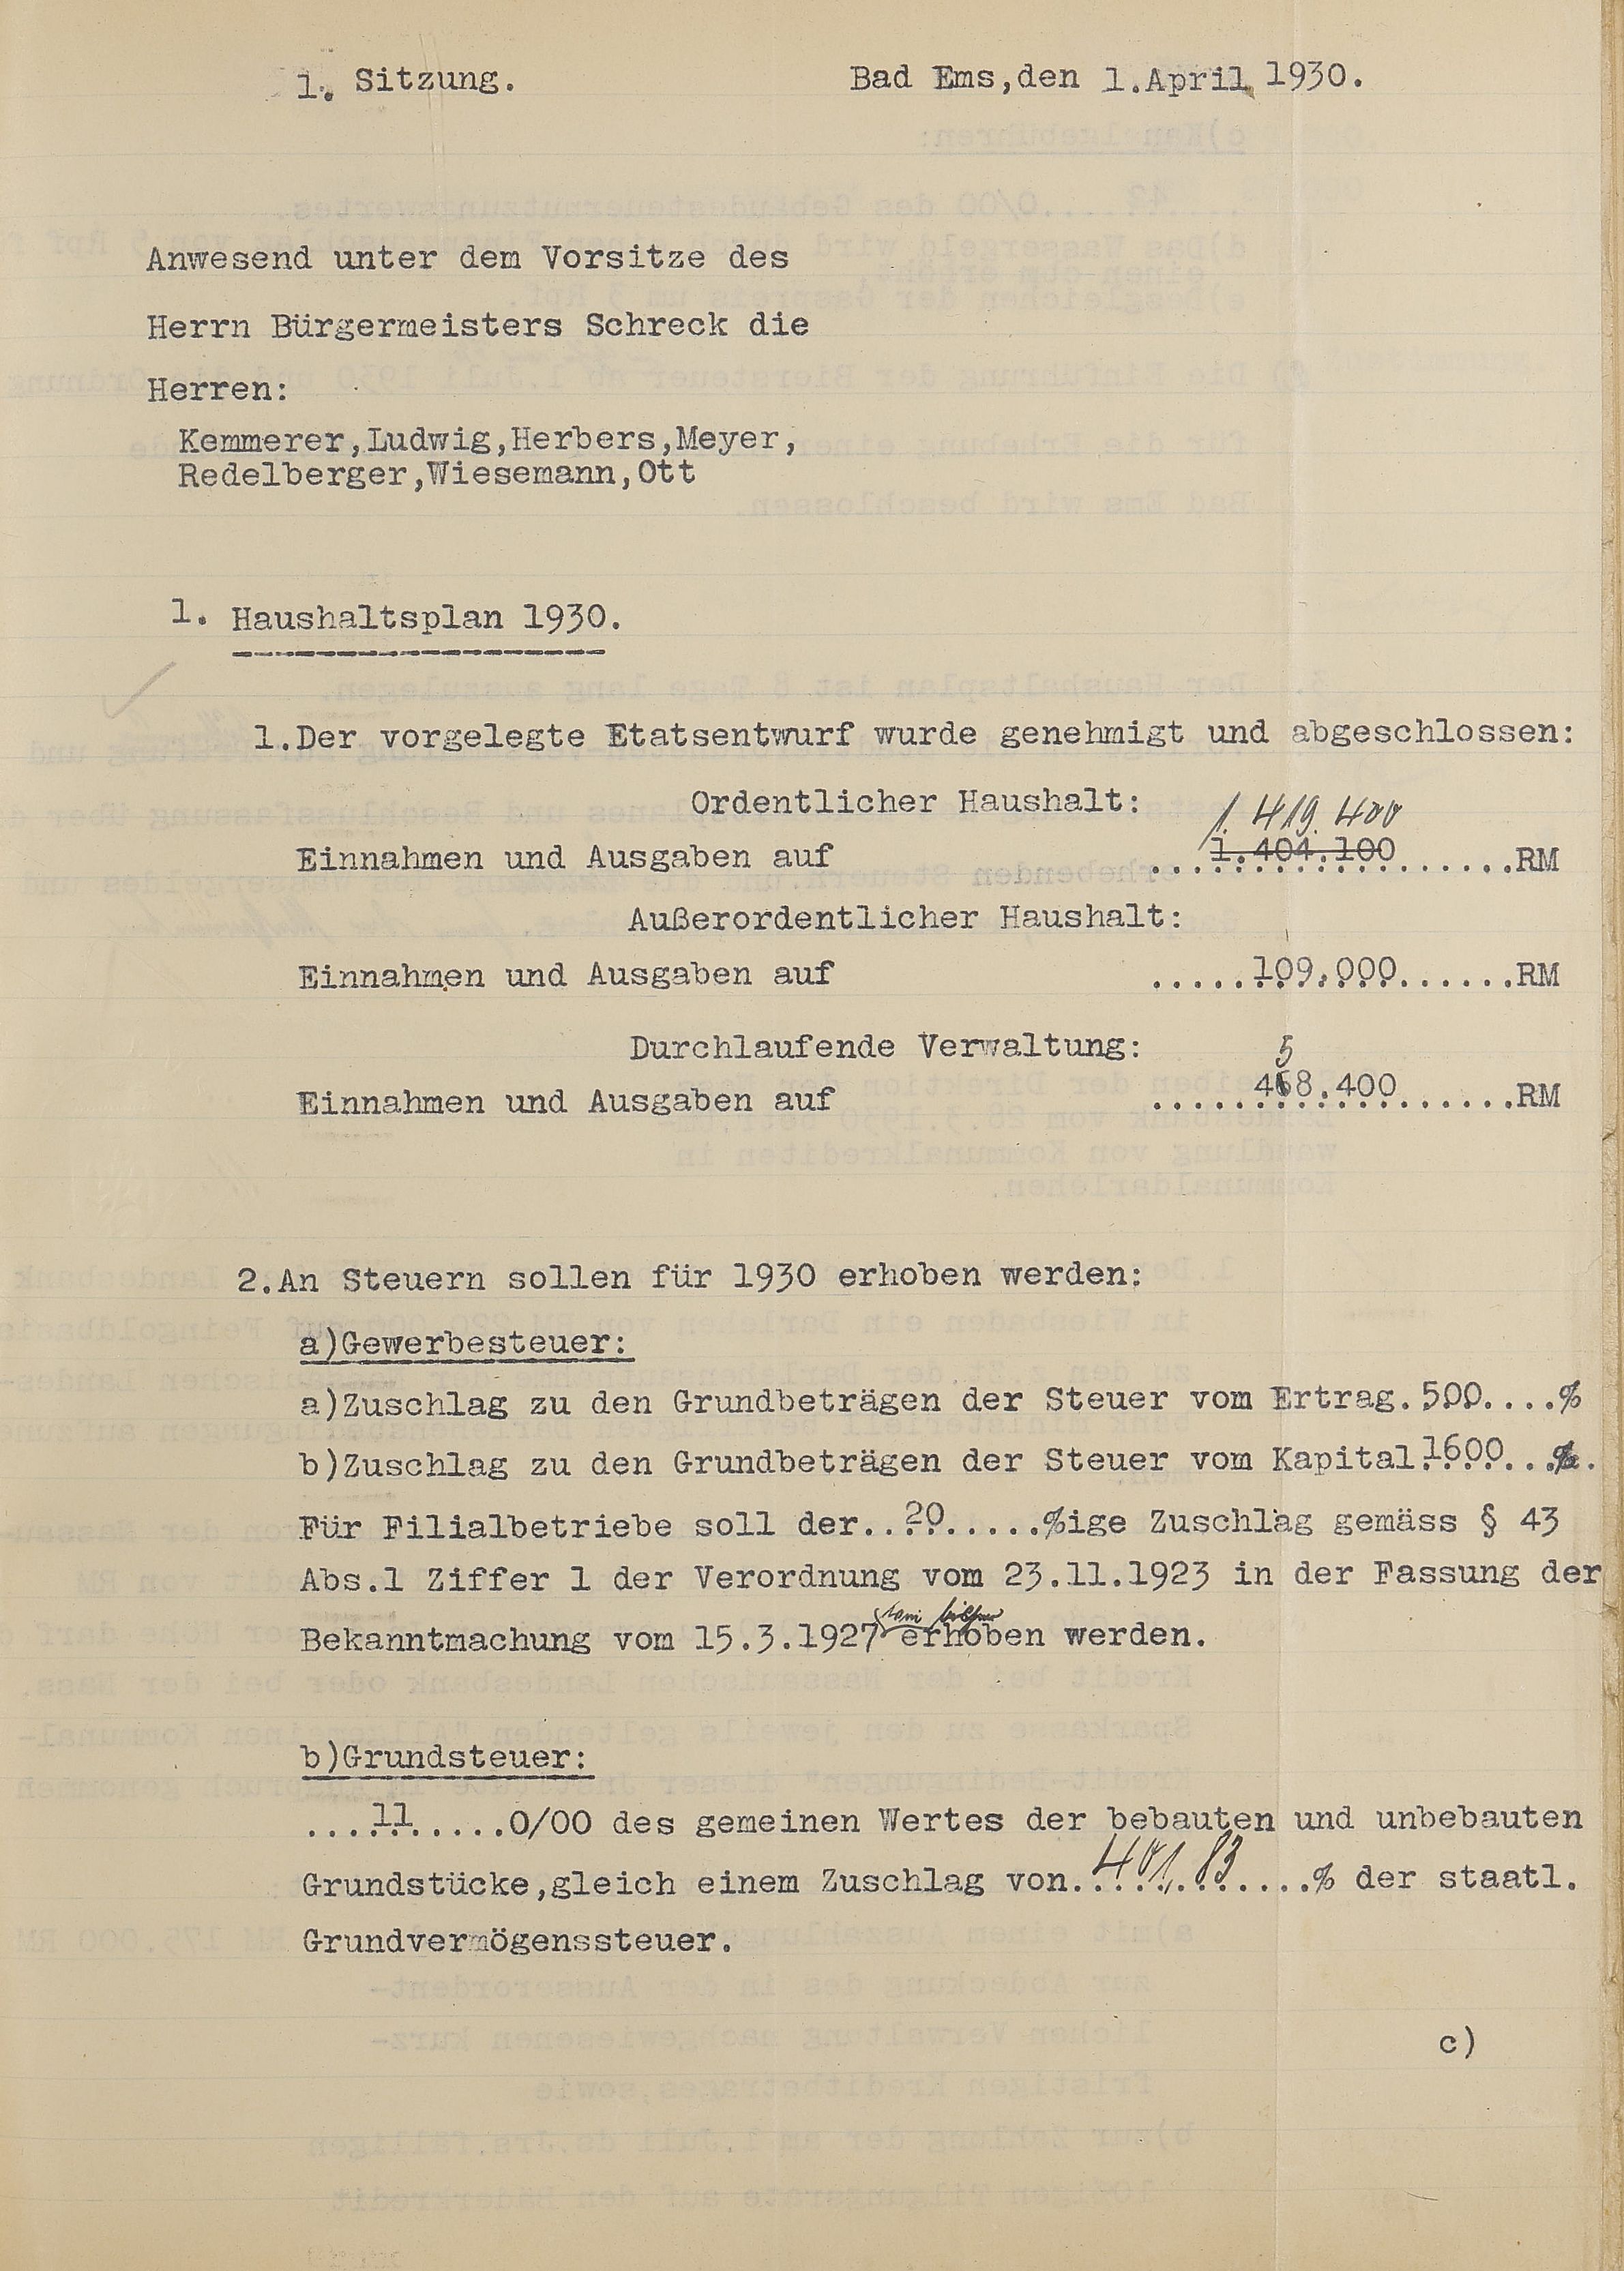 1. Sitzung. Bad Ems,den 1.April 1930.
Anwesend unter dem Vorsitze des
Herrn Bürgermeisters Schreck die
Herren:
Kemmerer,Ludwig,Herbers,Meyer,
Redelberger,Wiesemann,Ott
1. Haushaltsplan 1930.
1.Der vorgelegte Etatsentwurf wurde genehmigt und abgeschlossen:
Ordentlicher Haushalt:
1.419.400
Einnahmen und Ausgaben auf ...1.404.100......RM
Außerordentlicher Haushalt:
Einnahmen und Ausgaben auf .....109.000......RM
Durchlaufende Verwaltung:
5
Einnahmen und Ausgaben auf .....468.400......RM
2.An Steuern sollen für 1930 erhoben werden:
a)Gewerbesteuer:
a)Zuschlag zu den Grundbeträgen der Steuer vom Ertrag.500....%
b)Zuschlag zu den Grundbeträgen der Steuer vom Kapital.1600...%.
Für Filialbetriebe soll der..20.....%ige Zuschlag gemäss § 43
Abs.1 Ziffer 1 der Verordnung vom 23.11.1923 in der Fassung der
wie bisher
Bekanntmachung vom 15.3.1927 erhoben werden.
b)Grundsteuer:
....11.....0/00 des gemeinen Wertes der bebauten und unbebauten
Grundstücke,gleich einem Zuschlag von..401,83....% der staatl.
Grundvermögenssteuer.
c)